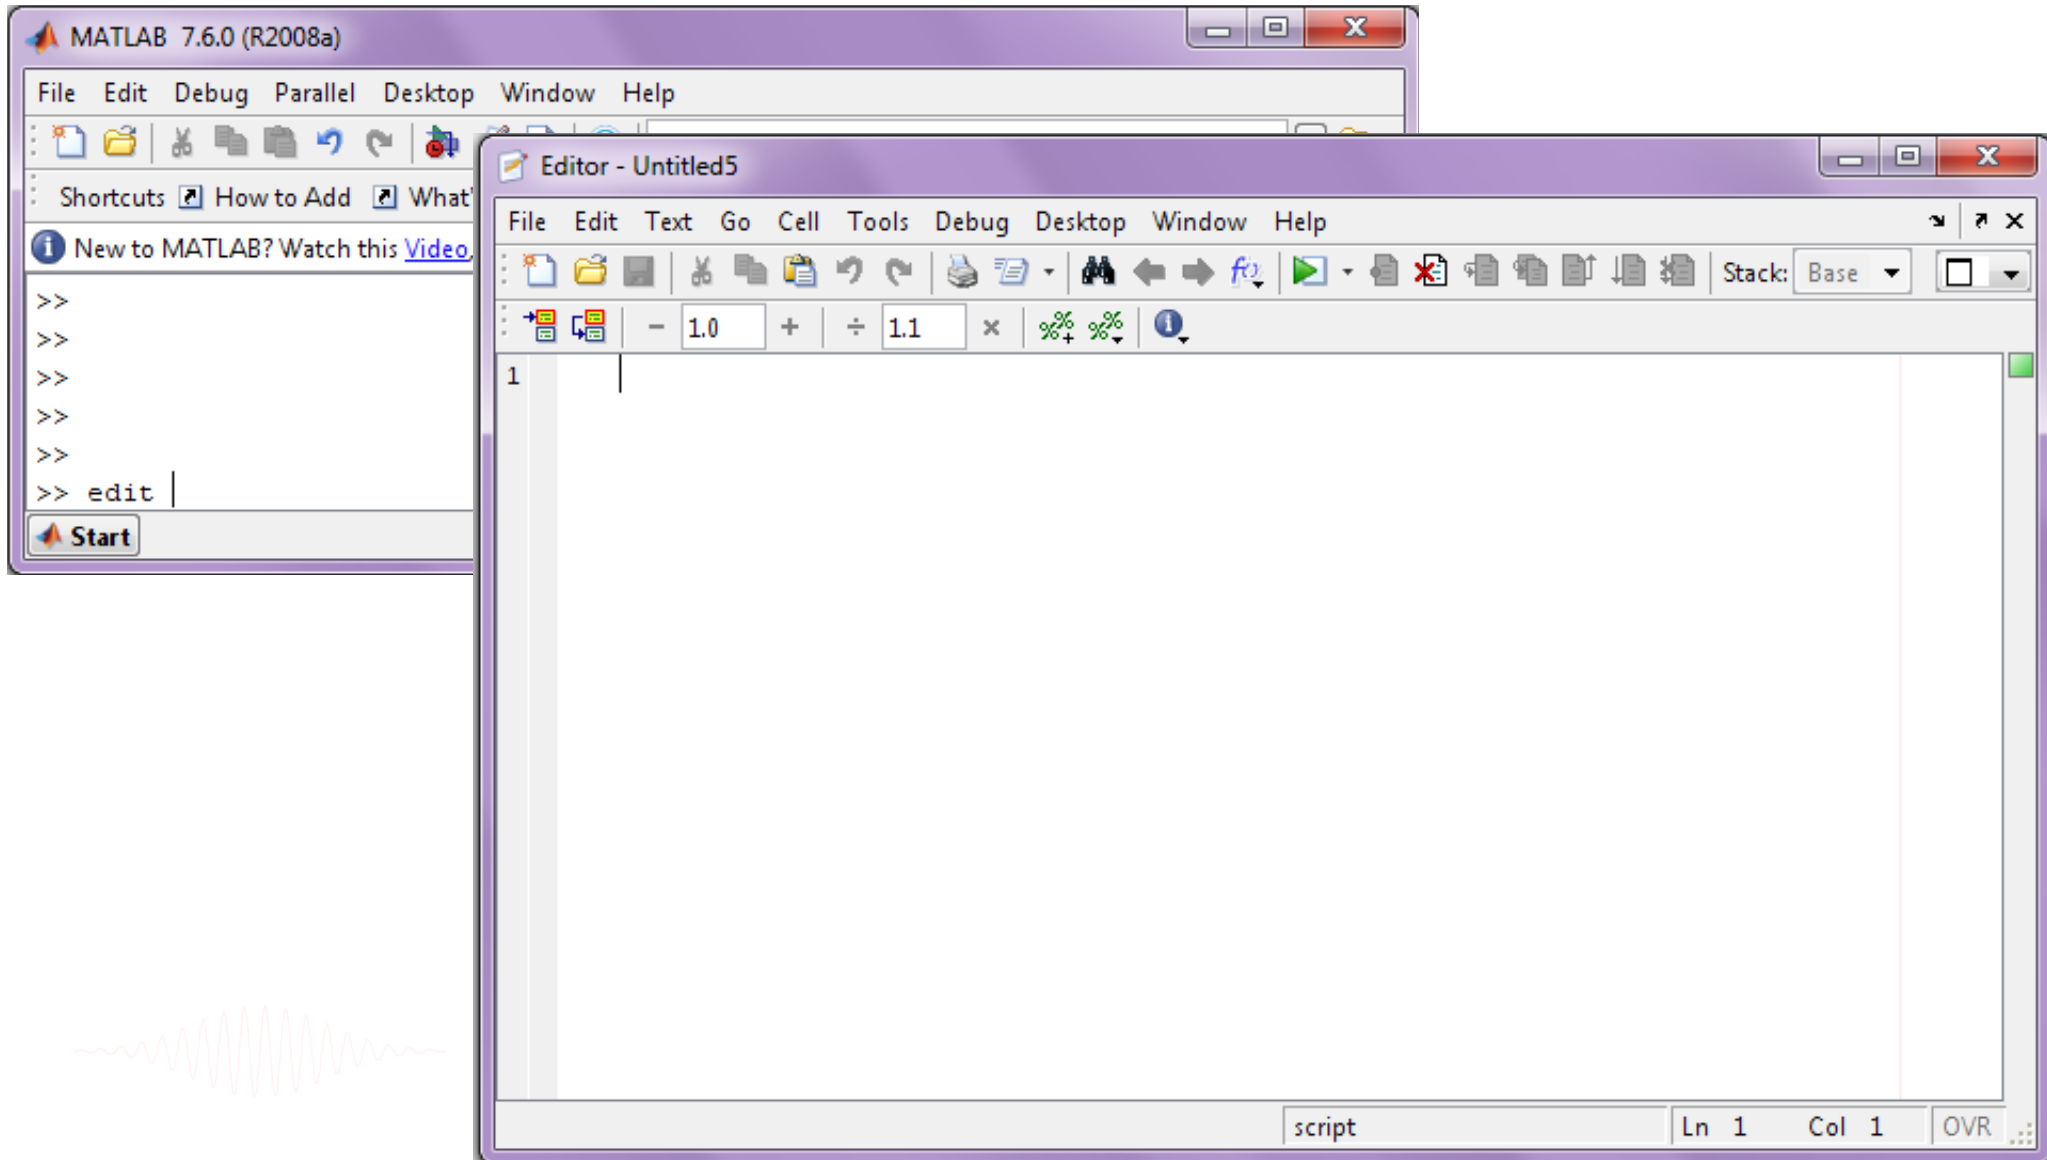 MATLAB 7.6.0 (R2008a)
File Edit Debug Parallel Desktop Window Help
Shortcuts How to Add What'
New to MATLAB? Watch this Video,
>>
>>
>>
>>
>>
>> edit
Start
Editor - Untitled5
File Edit Text Go Cell Tools Debug Desktop Window Help
Stack: Base
1.0 1.1
1
script Ln 1 Col 1 OVR